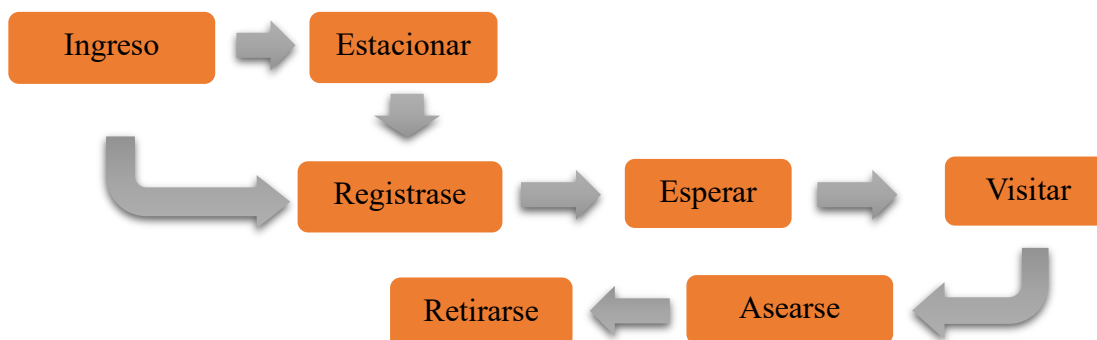 Ingreso
Estacionar
Registrase
Esperar
Visitar
Asearse
Retirarse